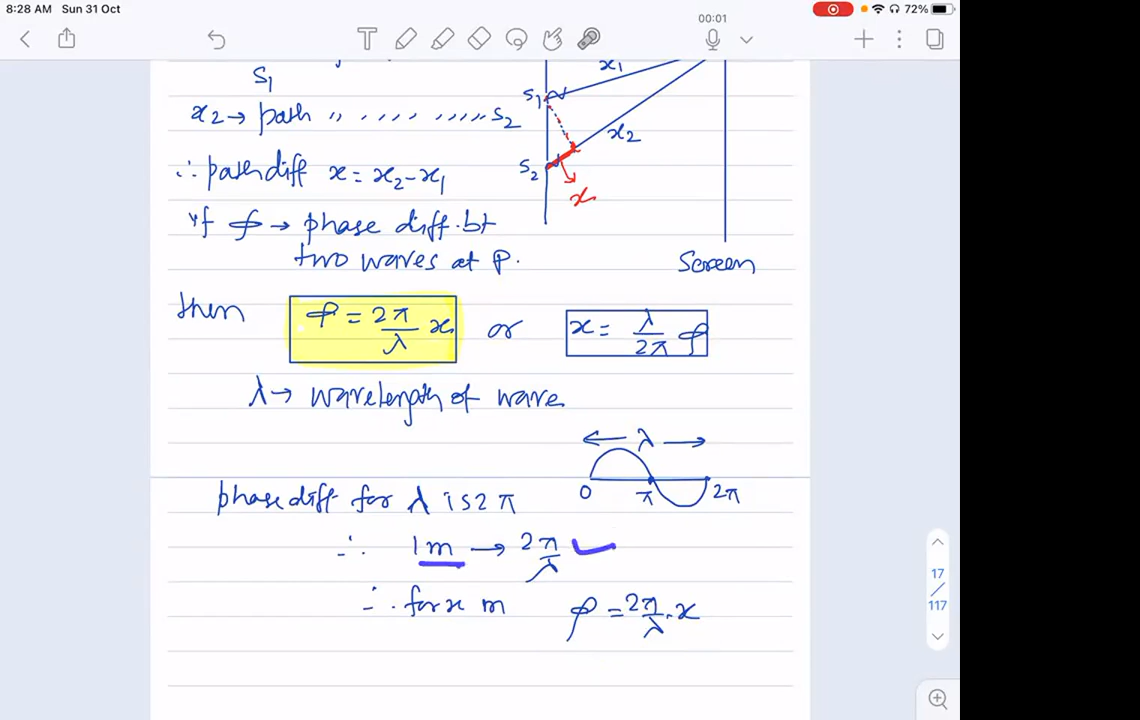 8:28 AM Sun 31 Oct
72%
00:01
S1
x2 → path ,, ,,,, ,,,,, S2
∴ path diff x = x2 - x1
S1
x1
S2
x2
x
if φ → phase diff. bt
two waves at P.
Screen
then φ = 2π/λ x or x = λ/2π φ
λ → wavelength of wave
← λ →
0 π 2π
phase diff for λ is 2π
∴ 1m → 2π/λ
∴ for x m φ = 2π/λ . x
17
/
117